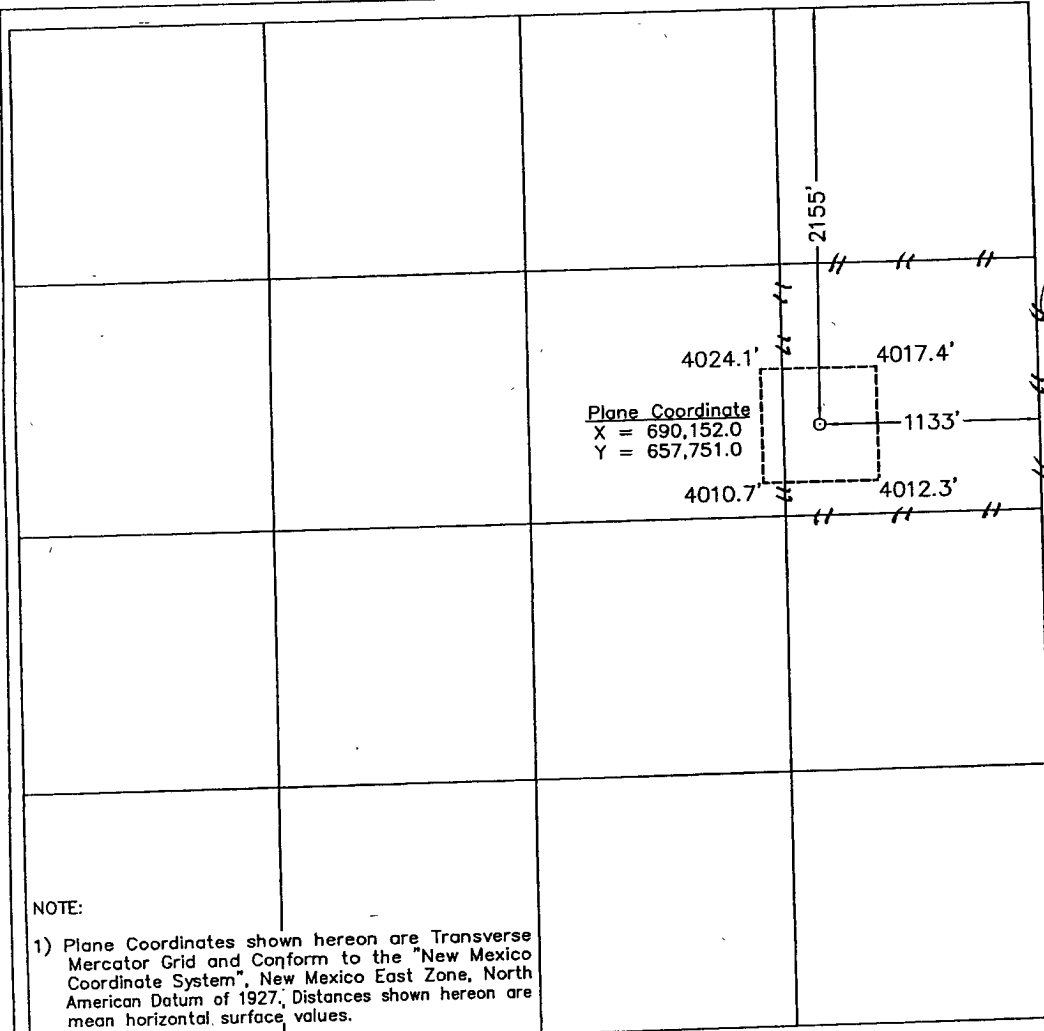 2155'
4024.1'
4017.4'
Plane Coordinate
X = 690,152.0
Y = 657,751.0
1133'
4010.7'
4012.3'
NOTE:
1) Plane Coordinates shown hereon are Transverse
Mercator Grid and Conform to the "New Mexico
Coordinate System", New Mexico East Zone, North
American Datum of 1927. Distances shown hereon are
mean horizontal surface values.